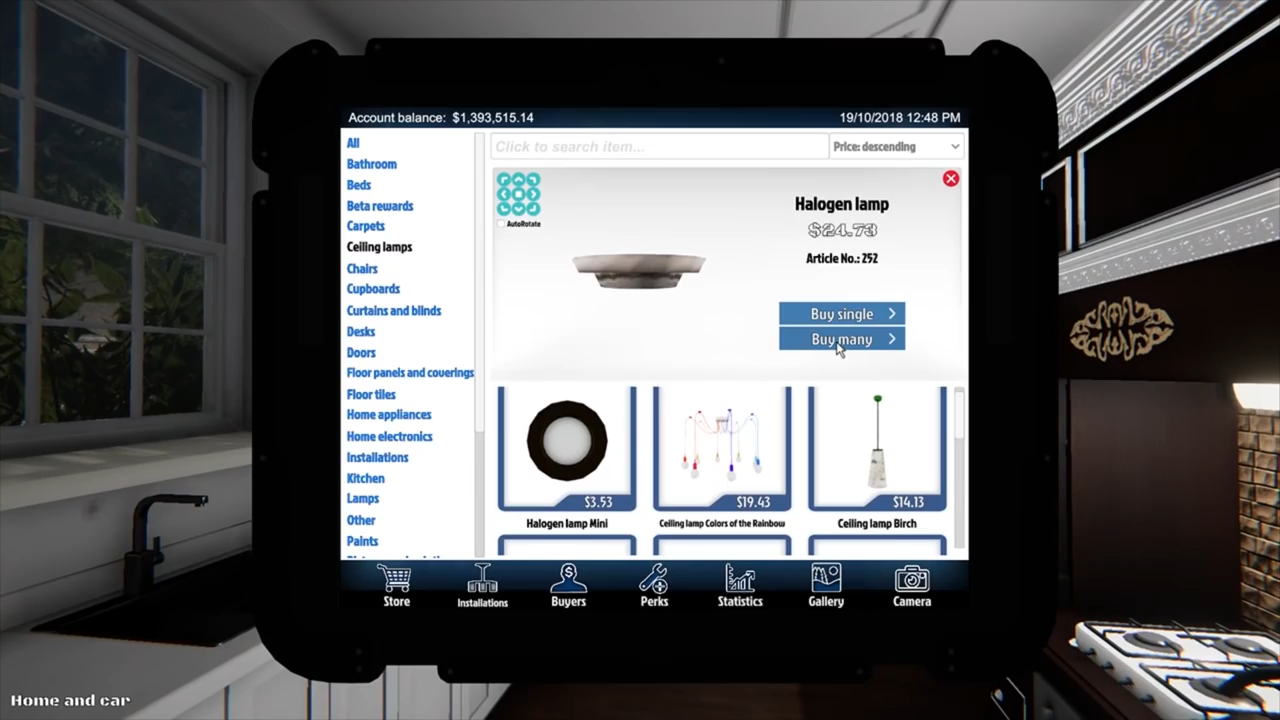 Account balance: $1,393,515.14
19/10/2018 12:48 PM
All
Bathroom
Beds
Beta rewards
Carpets
Ceiling lamps
Chairs
Cupboards
Curtains and blinds
Desks
Doors
Floor panels and coverings
Floor tiles
Home appliances
Home electronics
Installations
Kitchen
Lamps
Other
Paints
Click to search item...
Price: descending
AutoRotate
Halogen lamp
$24.73
Article No.: 252
Buy single
Buy many
$3.53
$19.43
$14.13
Halogen lamp Mini
Ceiling lamp Colors of the Rainbow
Ceiling lamp Birch
Store
Installations
Buyers
Perks
Statistics
Gallery
Camera
Home and car